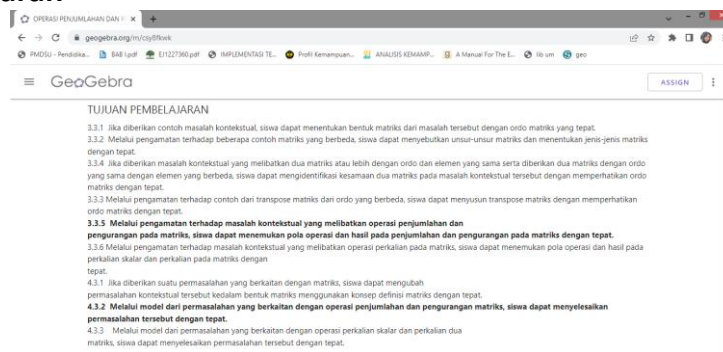 OPERASI PENJUMLAHAN DAN P
geogebra.org/m/
PMDSU - Pendidika...
BAB I.pdf
EJ1227360.pdf
IMPLEMENTASI TE...
Profil Kemampuan...
ANALISIS KEMAMP...
A Manual For The E...
lib um
geo
GeoGebra
ASSIGN
TUJUAN PEMBELAJARAN
3.3.1 Jika diberikan contoh masalah kontekstual, siswa dapat menentukan bentuk matriks dari masalah tersebut dengan ordo matriks yang tepat.
3.3.2 Melalui pengamatan terhadap beberapa contoh matriks yang berbeda, siswa dapat menyebutkan unsur-unsur matriks dan menentukan jenis-jenis matriks
dengan tepat.
3.3.4 Jika diberikan masalah kontekstual yang melibatkan dua matriks atau lebih dengan ordo dan elemen yang sama serta diberikan dua matriks dengan ordo
yang sama dengan elemen yang berbeda, siswa dapat mengidentifikasi kesamaan dua matriks pada masalah kontekstual tersebut dengan memperhatikan ordo
matriks dengan tepat.
3.3.3 Melalui pengamatan terhadap contoh dari transpose matriks dari ordo yang berbeda, siswa dapat menyusun transpose matriks dengan memperhatikan
ordo matriks dengan tepat.
3.3.5 Melalui pengamatan terhadap masalah kontekstual yang melibatkan operasi penjumlahan dan
pengurangan pada matriks, siswa dapat menemukan pola operasi dan hasil pada penjumlahan dan pengurangan pada matriks dengan tepat.
3.3.6 Melalui pengamatan terhadap masalah kontekstual yang melibatkan operasi perkalian pada matriks, siswa dapat menemukan pola operasi dan hasil pada
perkalian skalar dan perkalian pada matriks dengan
tepat.
4.3.1 Jika diberikan suatu permasalahan yang berkaitan dengan matriks, siswa dapat mengubah
permasalahan kontekstual tersebut kedalam bentuk matriks menggunakan konsep definisi matriks dengan tepat.
4.3.2 Melalui model dari permasalahan yang berkaitan dengan operasi penjumlahan dan pengurangan matriks, siswa dapat menyelesaikan
permasalahan tersebut dengan tepat.
4.3.3 Melalui model dari permasalahan yang berkaitan dengan operasi perkalian skalar dan perkalian dua
matriks, siswa dapat menyelesaikan permasalahan tersebut dengan tepat.